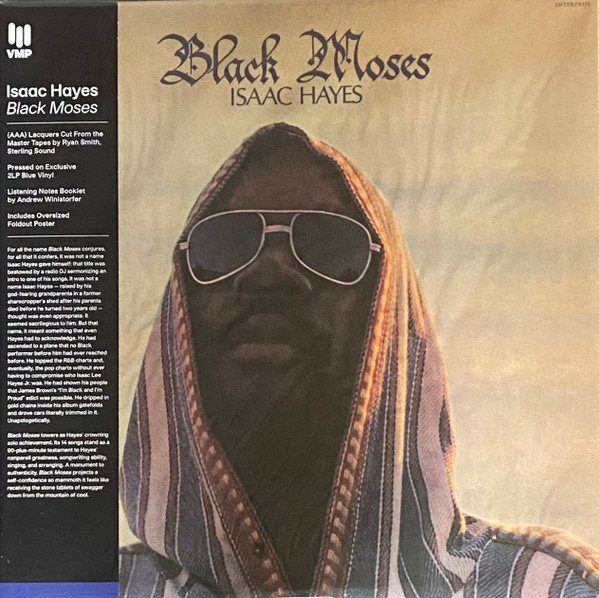 VMP
Isaac Hayes
Black Moses
(AAA) Lacquers Cut From the
Master Tapes by Ryan Smith,
Sterling Sound
Pressed on Exclusive
2LP Blue Vinyl
Listening Notes Booklet
by Andrew Winistorfer
Includes Oversized
Foldout Poster
For all the name Black Moses conjures,
for all that it confers, it was not a name
Isaac Hayes gave himself; that title was
bestowed by a radio DJ sermonizing an
intro to one of his songs. It was not a
name Isaac Hayes — raised by his
god-fearing grandparents in a former
sharecropper's shed after his parents
died before he turned two years old —
thought was even appropriate. It
seemed sacrilegious to him. But that
name, it meant something that even
Hayes had to acknowledge. He had
ascended to a plane that no Black
performer before him had ever reached
before. He topped the R&B charts and,
eventually, the pop charts without ever
having to compromise who Isaac Lee
Hayes Jr. was. He had shown his people
that James Brown's "I'm Black and I'm
Proud" edict was possible. He dripped in
gold chains inside his album gatefolds
and drove cars literally trimmed in it.
Unapologetically.
Black Moses towers as Hayes' crowning
solo achievement. Its 14 songs stand as a
90-plus-minute testament to Hayes'
nonpareil greatness, songwriting ability,
singing, and arranging. A monument to
authenticity, Black Moses projects a
self-confidence so mammoth it feels like
receiving the stone tablets of swagger
down from the mountain of cool.
Black Moses
ISAAC HAYES